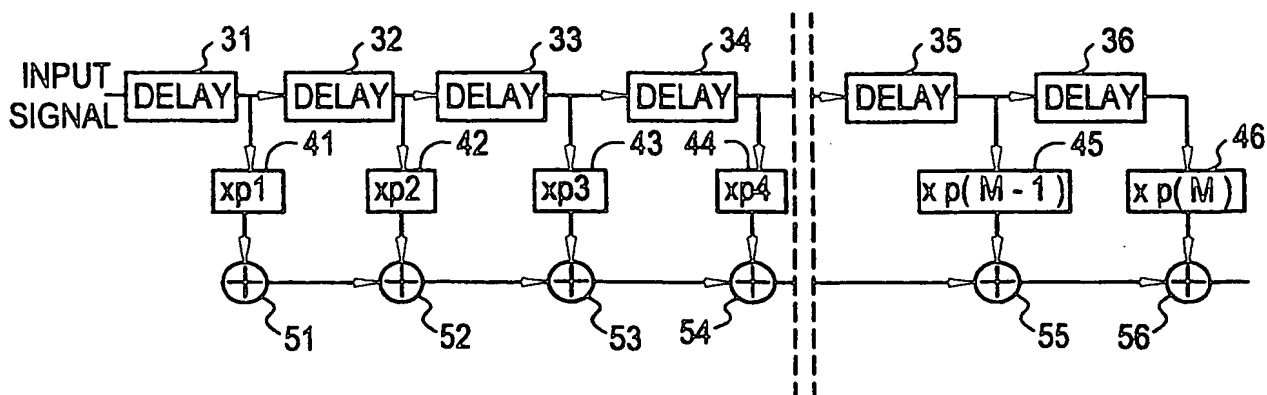 31 32 33 34 35 36
INPUT SIGNAL
DELAY DELAY DELAY DELAY DELAY DELAY
41 42 43 44 45 46
xp1 xp2 xp3 xp4 x p( M - 1 ) x p( M )
51 52 53 54 55 56